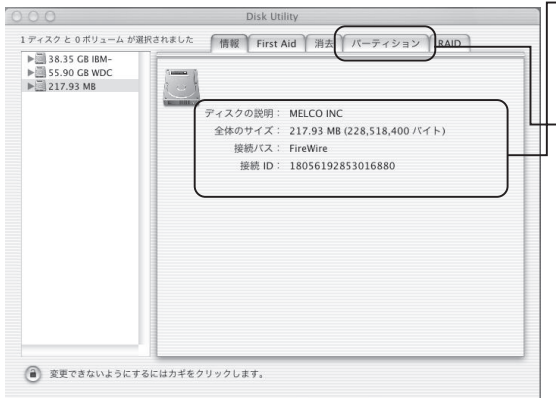 Disk Utility
1 ディスク と 0 ボリューム が選択されました
情報 First Aid 消去 パーティション RAID
38.35 GB IBM-
55.90 GB WDC
217.93 MB
ディスクの説明： MELCO INC
全体のサイズ： 217.93 MB (228,518,400 バイト)
接続バス： FireWire
接続 ID： 18056192853016880
変更できないようにするにはカギをクリックします。